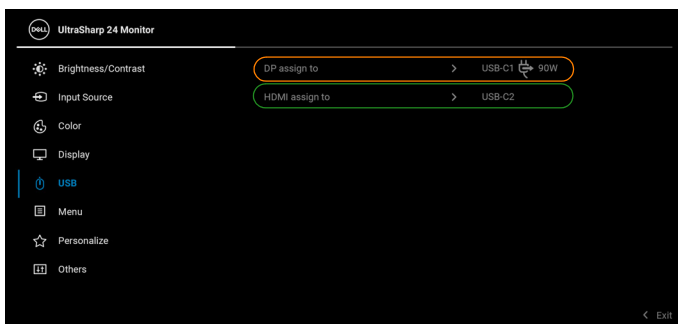 DELL UltraSharp 24 Monitor
Brightness/Contrast
DP assign to > USB-C1 90W
Input Source
HDMI assign to > USB-C2
Color
Display
USB
Menu
Personalize
Others
< Exit